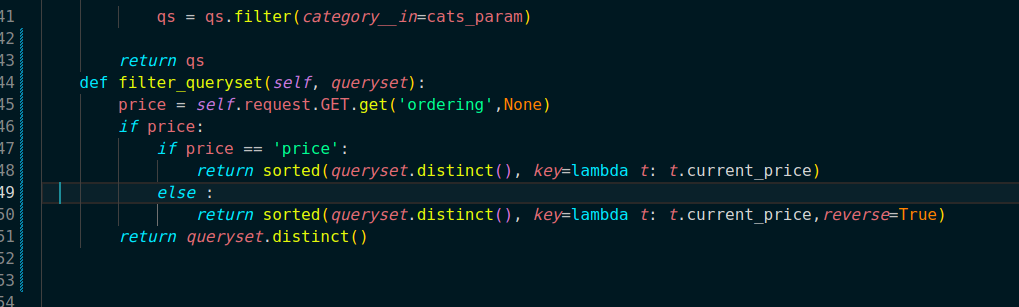 41 qs = qs.filter(category__in=cats_param)
42
43 return qs
44 def filter_queryset(self, queryset):
45 price = self.request.GET.get('ordering',None)
46 if price:
47 if price == 'price':
48 return sorted(queryset.distinct(), key=lambda t: t.current_price)
49 else :
50 return sorted(queryset.distinct(), key=lambda t: t.current_price,reverse=True)
51 return queryset.distinct()
52
53
54